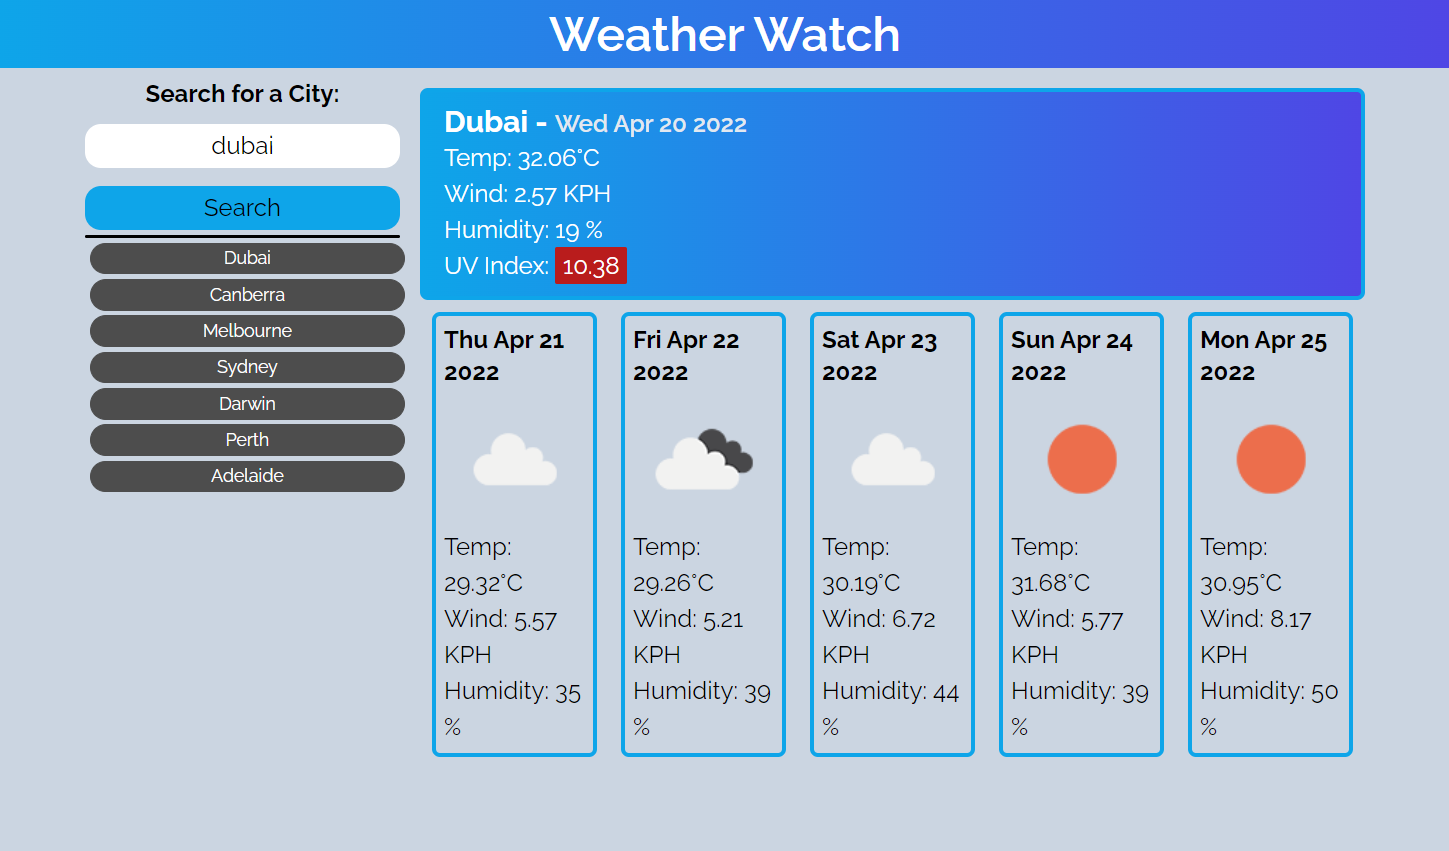 Weather Watch
Search for a City:
dubai
Search
Dubai
Canberra
Melbourne
Sydney
Darwin
Perth
Adelaide
Dubai - Wed Apr 20 2022
Temp: 32.06°C
Wind: 2.57 KPH
Humidity: 19 %
UV Index: 10.38
Thu Apr 21
2022
Temp:
29.32°C
Wind: 5.57
KPH
Humidity: 35
%
Fri Apr 22
2022
Temp:
29.26°C
Wind: 5.21
KPH
Humidity: 39
%
Sat Apr 23
2022
Temp:
30.19°C
Wind: 6.72
KPH
Humidity: 44
%
Sun Apr 24
2022
Temp:
31.68°C
Wind: 5.77
KPH
Humidity: 39
%
Mon Apr 25
2022
Temp:
30.95°C
Wind: 8.17
KPH
Humidity: 50
%